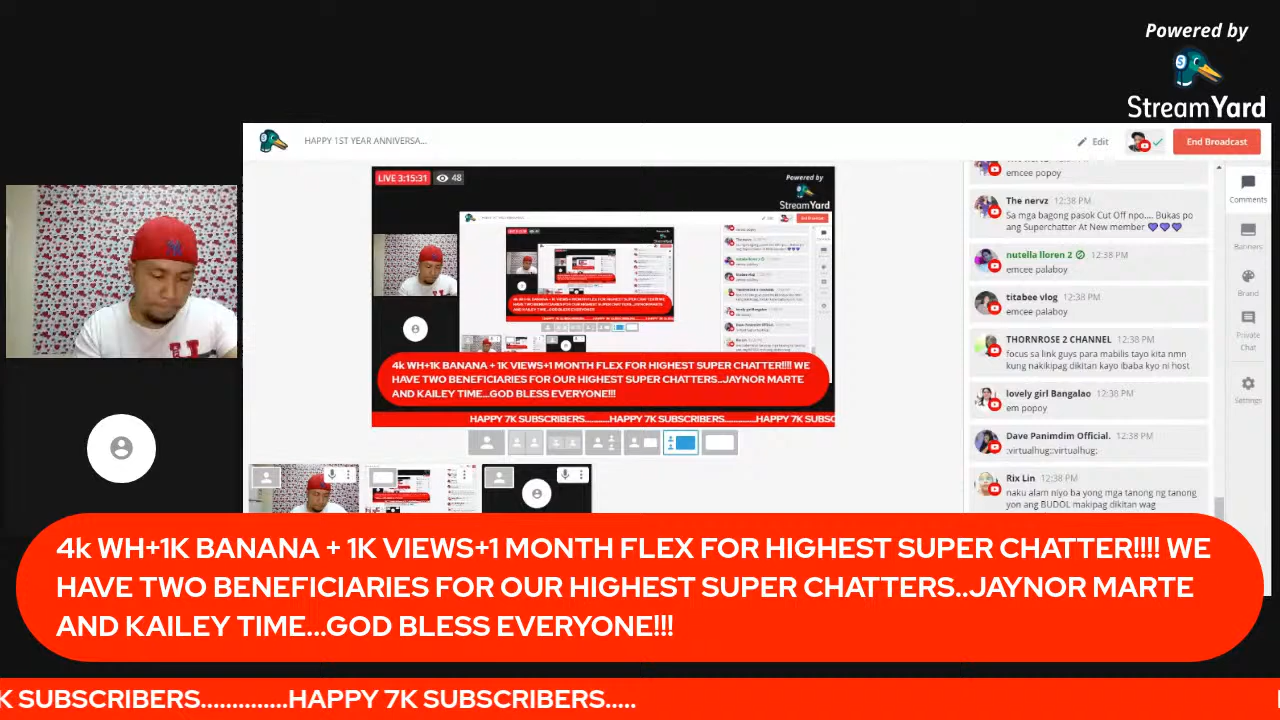 Powered by
StreamYard
HAPPY 1ST YEAR ANNIVERSA...
Edit
End Broadcast
LIVE 3:15:31
48
Powered by
StreamYard
4k WH+1K BANANA + 1K VIEWS+1 MONTH FLEX FOR HIGHEST SUPER CHATTER!!!! WE
HAVE TWO BENEFICIARIES FOR OUR HIGHEST SUPER CHATTERS..JAYNOR MARTE
AND KAILEY TIME...GOD BLESS EVERYONE!!!
HAPPY 7K SUBSCRIBERS..............HAPPY 7K SUBSCRIBERS..............HAPPY 7K SUBSC
emcee popoy
The nervz 12:38 PM
Sa mga bagong pasok Cut Off npo.... Bukas po
ang Superchatter At New member 💜💜💜
nutella lloren 2 12:38 PM
emcee palaboy
titabee vlog 12:38 PM
emcee palaboy
THORNROSE 2 CHANNEL 12:38 PM
focus sa link guys para mabilis tayo kita nmn
kung nakikipag dikitan kayo ibaba kyo ni host
lovely girl Bangalao 12:38 PM
em popoy
Dave Panimdim Official. 12:38 PM
:virtualhug::virtualhug:
Rix Lin 12:38 PM
naku alam niyo ba yong mga tanong ng tanong
yon ang BUDOL makipag dikitan wag
Comments
Banners
Brand
Private
Chat
Settings
4k WH+1K BANANA + 1K VIEWS+1 MONTH FLEX FOR HIGHEST SUPER CHATTER!!!! WE
HAVE TWO BENEFICIARIES FOR OUR HIGHEST SUPER CHATTERS..JAYNOR MARTE
AND KAILEY TIME...GOD BLESS EVERYONE!!!
K SUBSCRIBERS..............HAPPY 7K SUBSCRIBERS.....